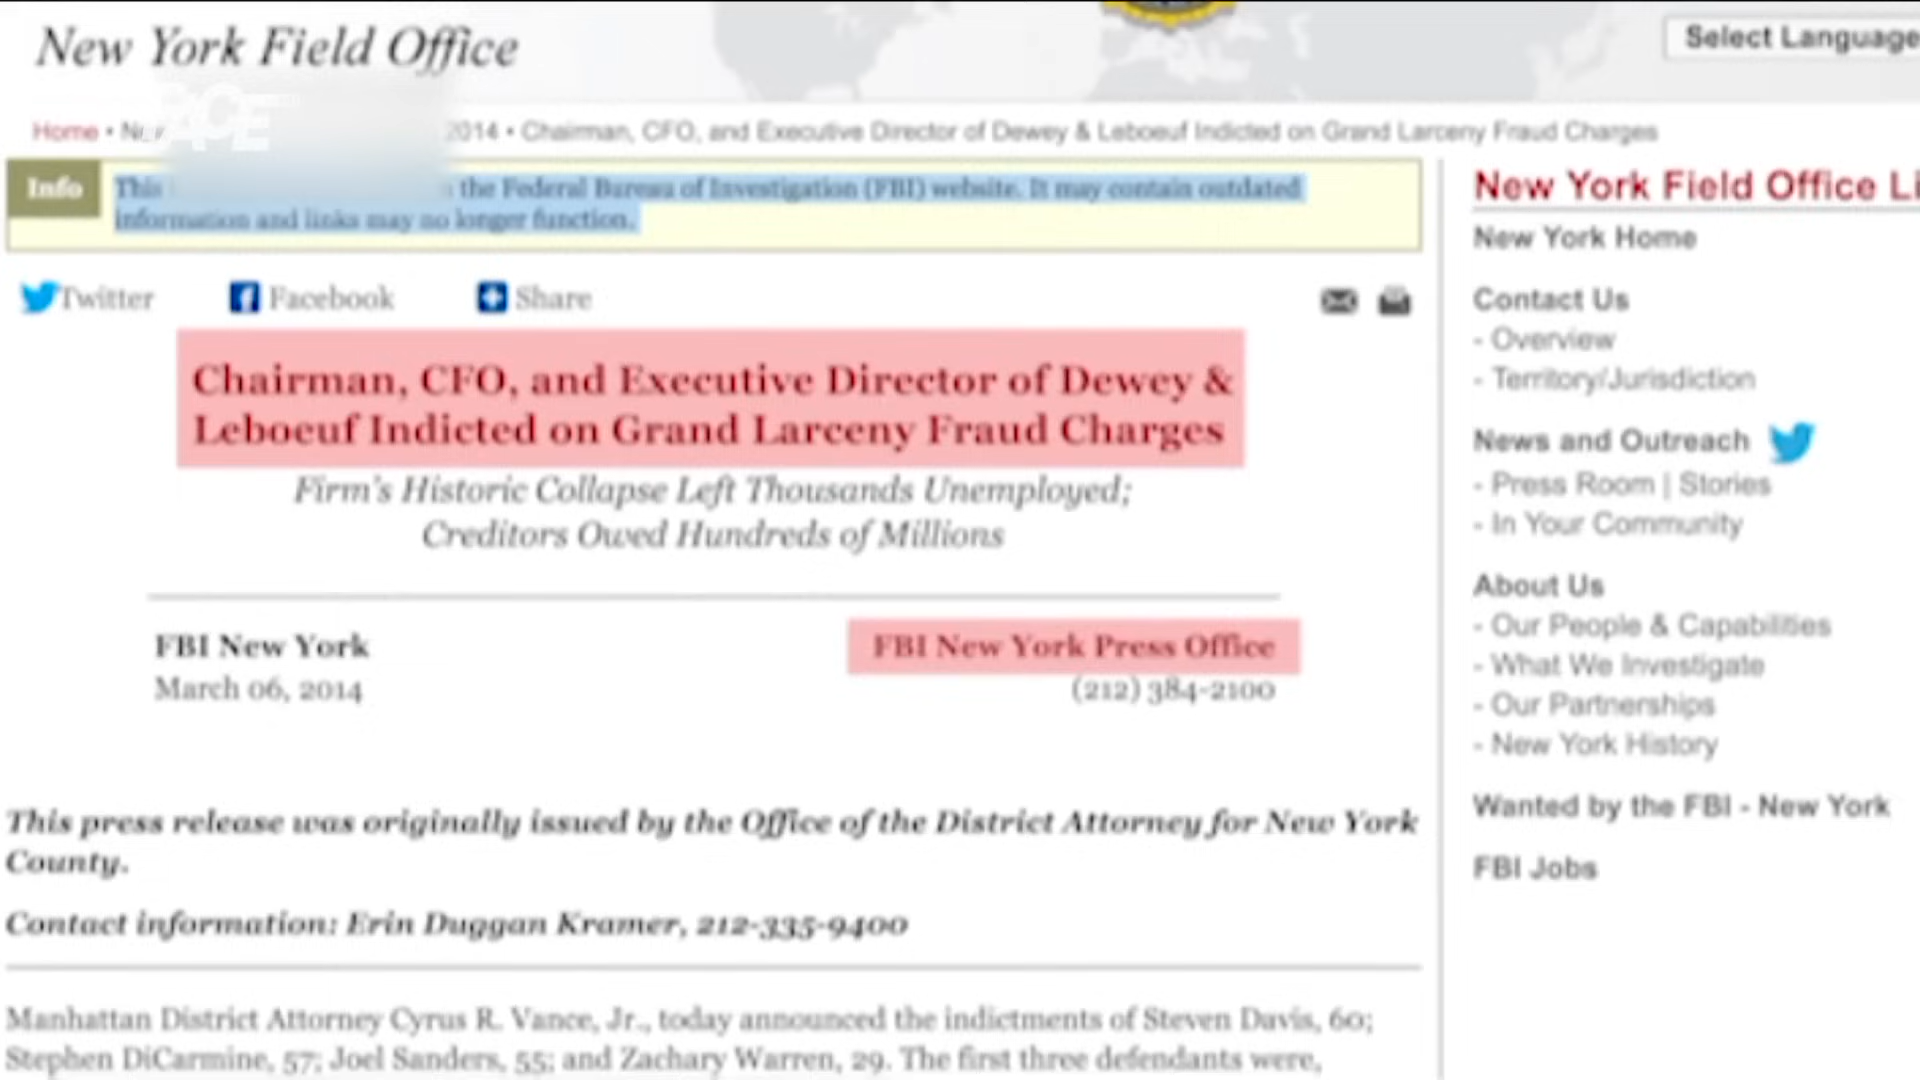 New York Field Office
Select Language
Home • 2014 • Chairman, CFO, and Executive Director of Dewey & Leboeuf Indicted on Grand Larceny Fraud Charges
Info
This the Federal Bureau of Investigation (FBI) website. It may contain outdated
information and links may no longer function.
Twitter Facebook Share
Chairman, CFO, and Executive Director of Dewey &
Leboeuf Indicted on Grand Larceny Fraud Charges
Firm's Historic Collapse Left Thousands Unemployed;
Creditors Owed Hundreds of Millions
FBI New York
March 06, 2014
FBI New York Press Office
(212) 384-2100
This press release was originally issued by the Office of the District Attorney for New York
County.
Contact information: Erin Duggan Kramer, 212-335-9400
Manhattan District Attorney Cyrus R. Vance, Jr., today announced the indictments of Steven Davis, 60;
Stephen DiCarmine, 57; Joel Sanders, 55; and Zachary Warren, 29. The first three defendants were,
New York Field Office
New York Home
Contact Us
- Overview
- Territory/Jurisdiction
News and Outreach
- Press Room | Stories
- In Your Community
About Us
- Our People & Capabilities
- What We Investigate
- Our Partnerships
- New York History
Wanted by the FBI - New York
FBI Jobs